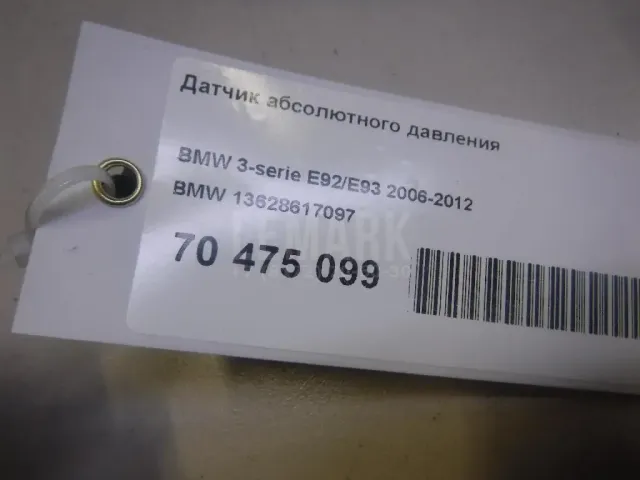 Датчик абсолютного давления
BMW 3-serie E92/E93 2006-2012
BMW 13628617097
70 475 099